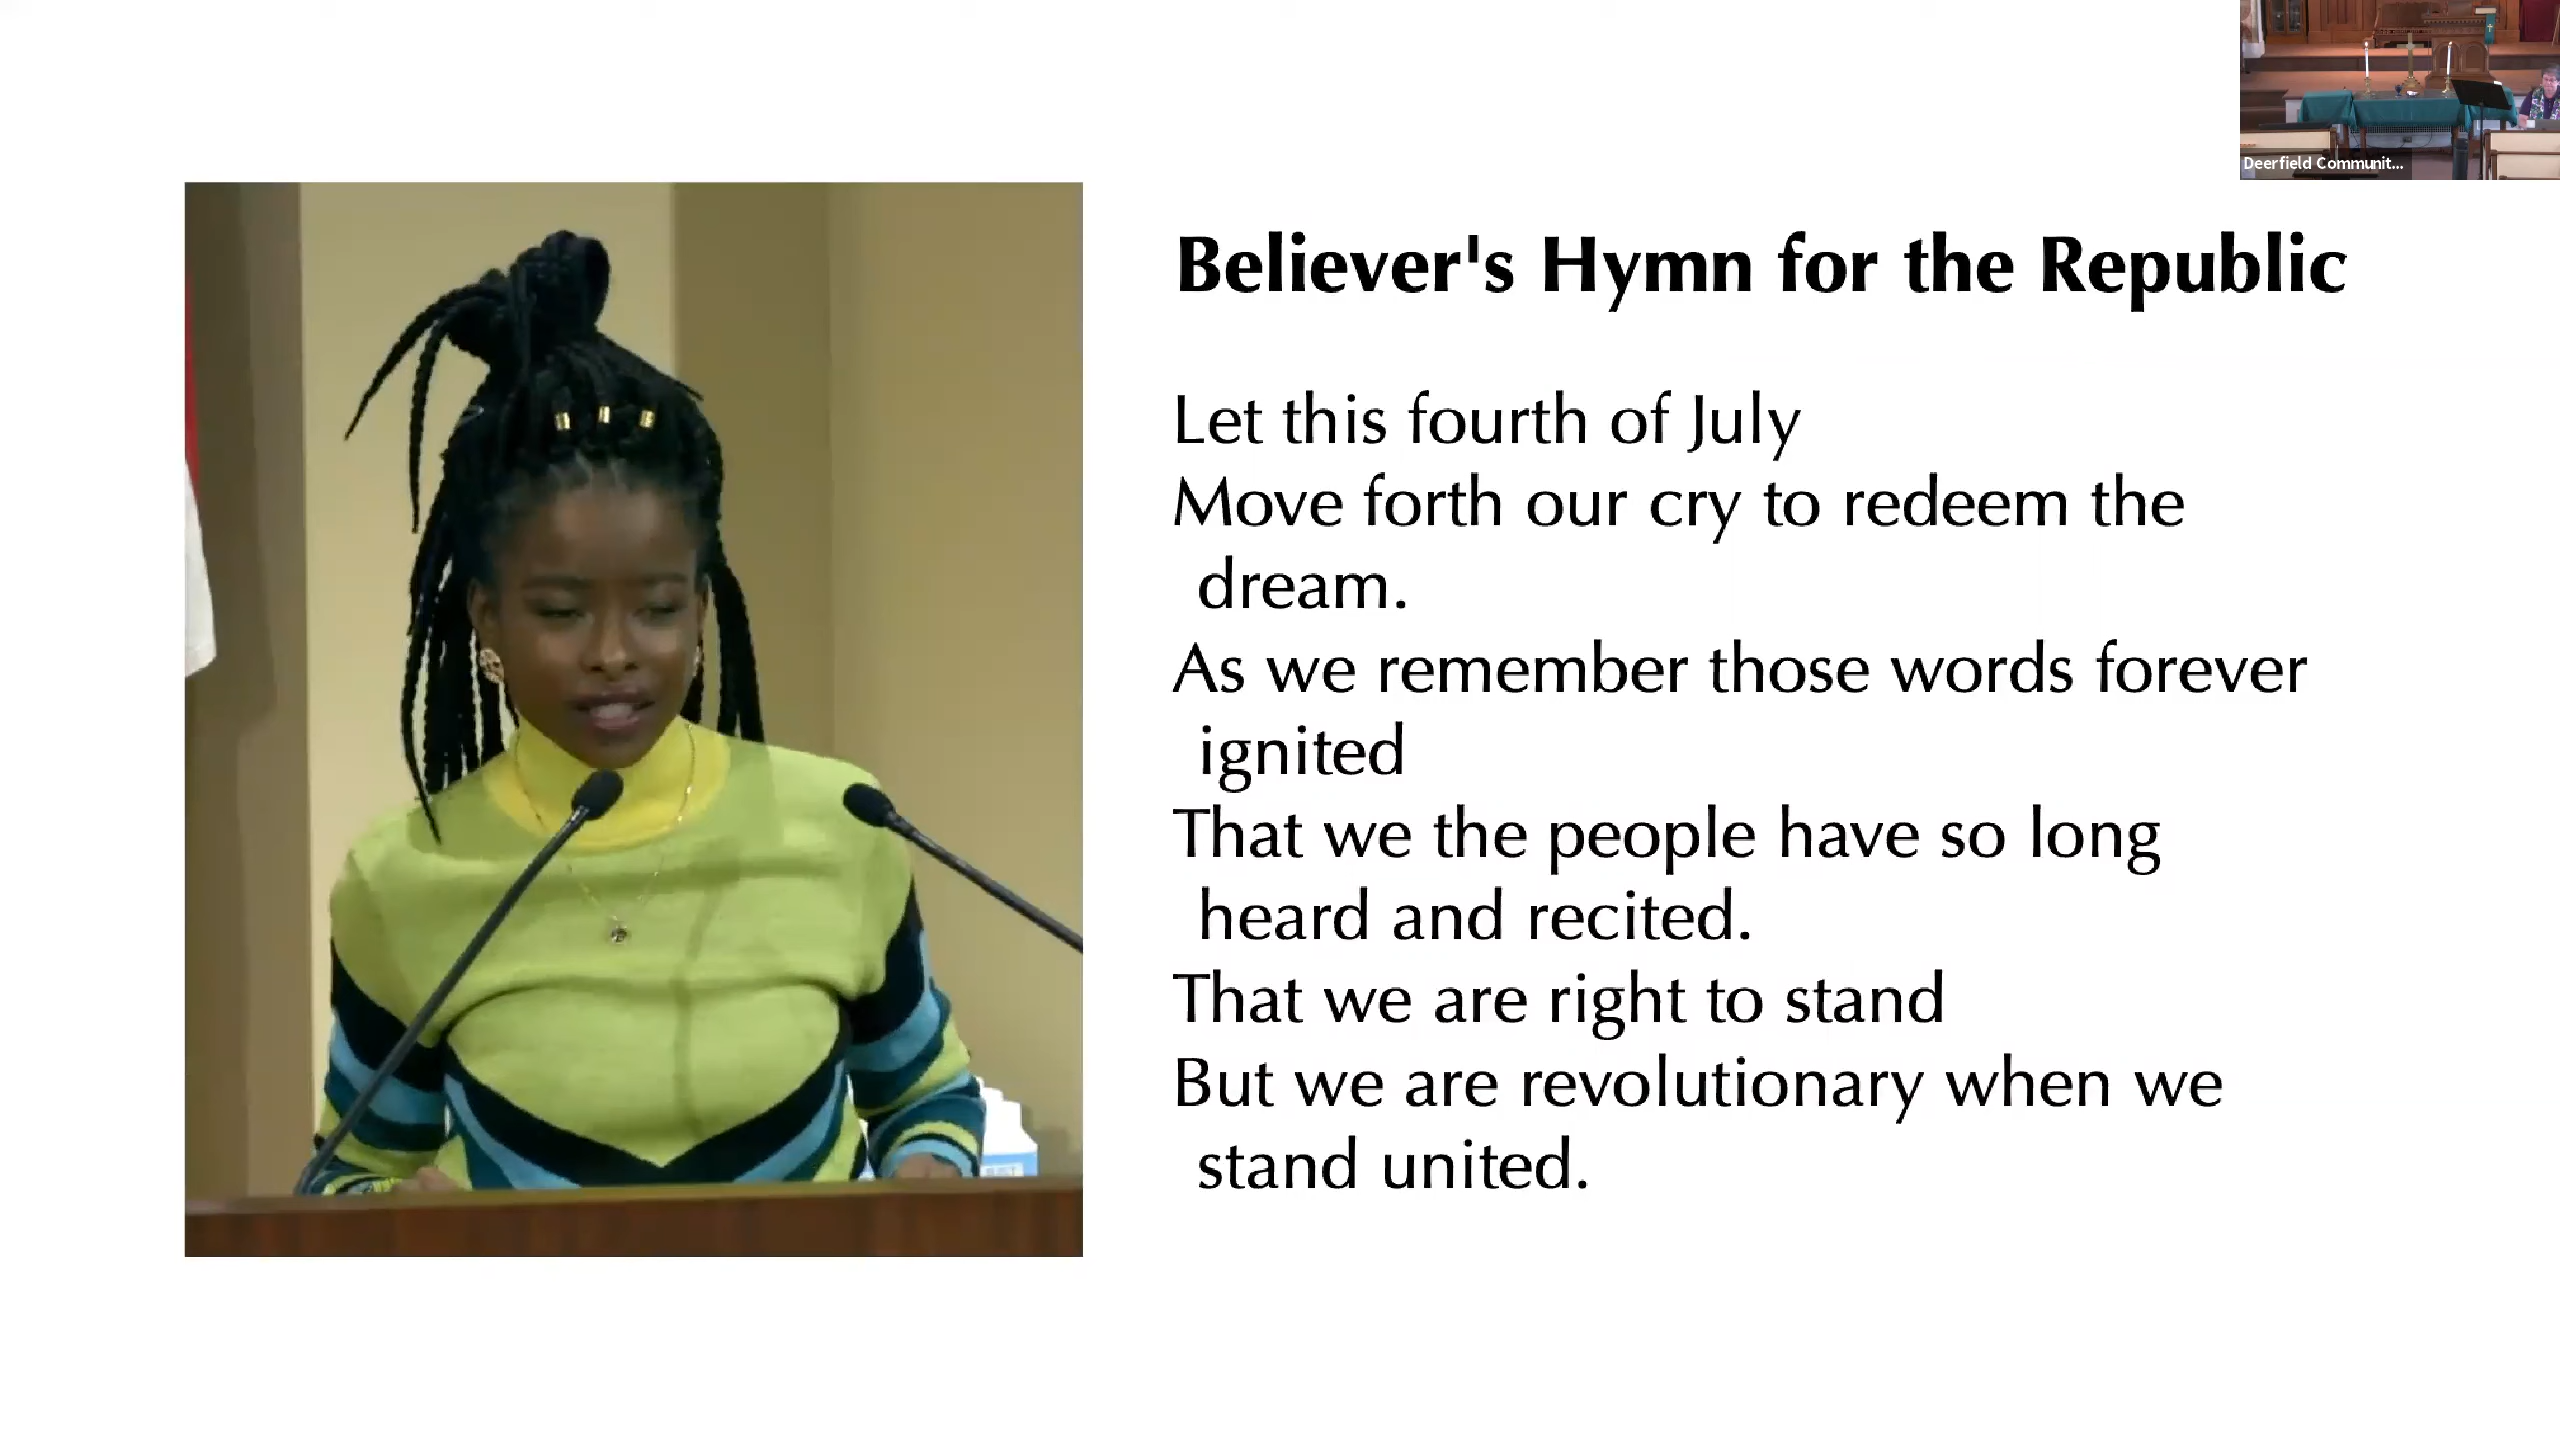 Deerfield Communit...
Believer's Hymn for the Republic
Let this fourth of July
Move forth our cry to redeem the
dream.
As we remember those words forever
ignited
That we the people have so long
heard and recited.
That we are right to stand
But we are revolutionary when we
stand united.